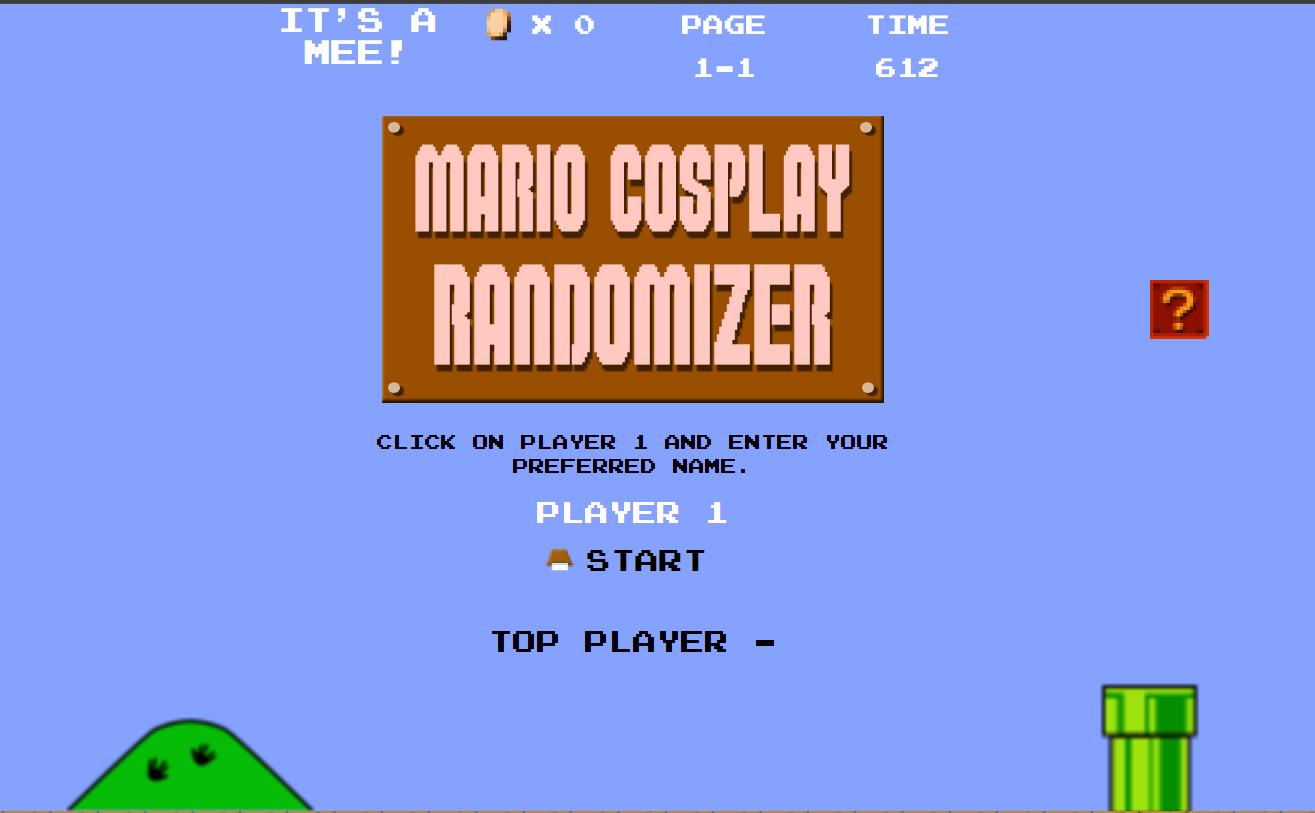 IT'S A
MEE!
X 0
PAGE
1-1
TIME
612
MARIO COSPLAY
RANDOMIZER
?
CLICK ON PLAYER 1 AND ENTER YOUR
PREFERRED NAME.
PLAYER 1
START
TOP PLAYER -